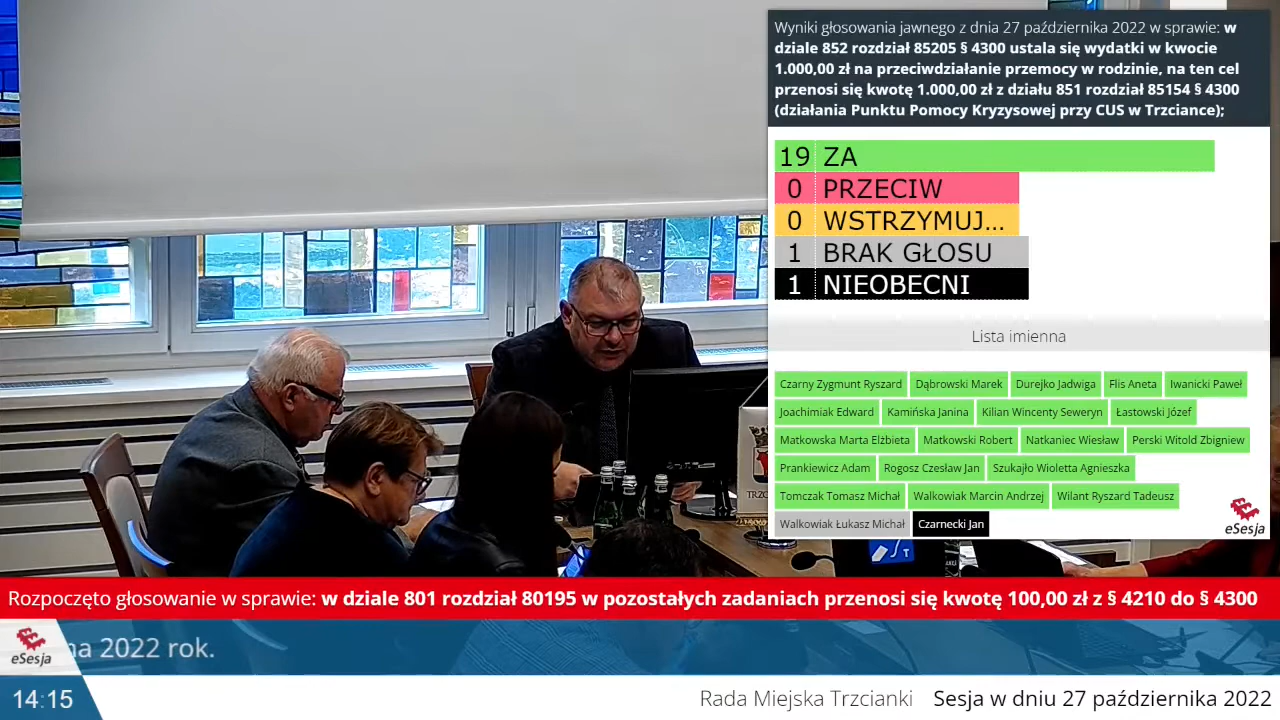 Wyniki głosowania jawnego z dnia 27 października 2022 w sprawie: w
dziale 852 rozdział 85205 § 4300 ustala się wydatki w kwocie
1.000,00 zł na przeciwdziałanie przemocy w rodzinie, na ten cel
przenosi się kwotę 1.000,00 zł z działu 851 rozdział 85154 § 4300
(działania Punktu Pomocy Kryzysowej przy CUS w Trzciance);
19 ZA
0 PRZECIW
0 WSTRZYMUJ...
1 BRAK GŁOSU
1 NIEOBECNI
Lista imienna
Czarny Zygmunt Ryszard Dąbrowski Marek Durejko Jadwiga Flis Aneta Iwanicki Paweł
Joachimiak Edward Kamińska Janina Kilian Wincenty Seweryn Łastowski Józef
Matkowska Marta Elżbieta Matkowski Robert Natkaniec Wiesław Perski Witold Zbigniew
Prankiewicz Adam Rogosz Czesław Jan Szukajło Wioletta Agnieszka
Tomczak Tomasz Michał Walkowiak Marcin Andrzej Wilant Ryszard Tadeusz
Walkowiak Łukasz Michał Czarnecki Jan
eSesja
Rozpoczęto głosowanie w sprawie: w dziale 801 rozdział 80195 w pozostałych zadaniach przenosi się kwotę 100,00 zł z § 4210 do § 4300
eSesja
na 2022 rok.
14:15
Rada Miejska Trzcianki Sesja w dniu 27 października 2022